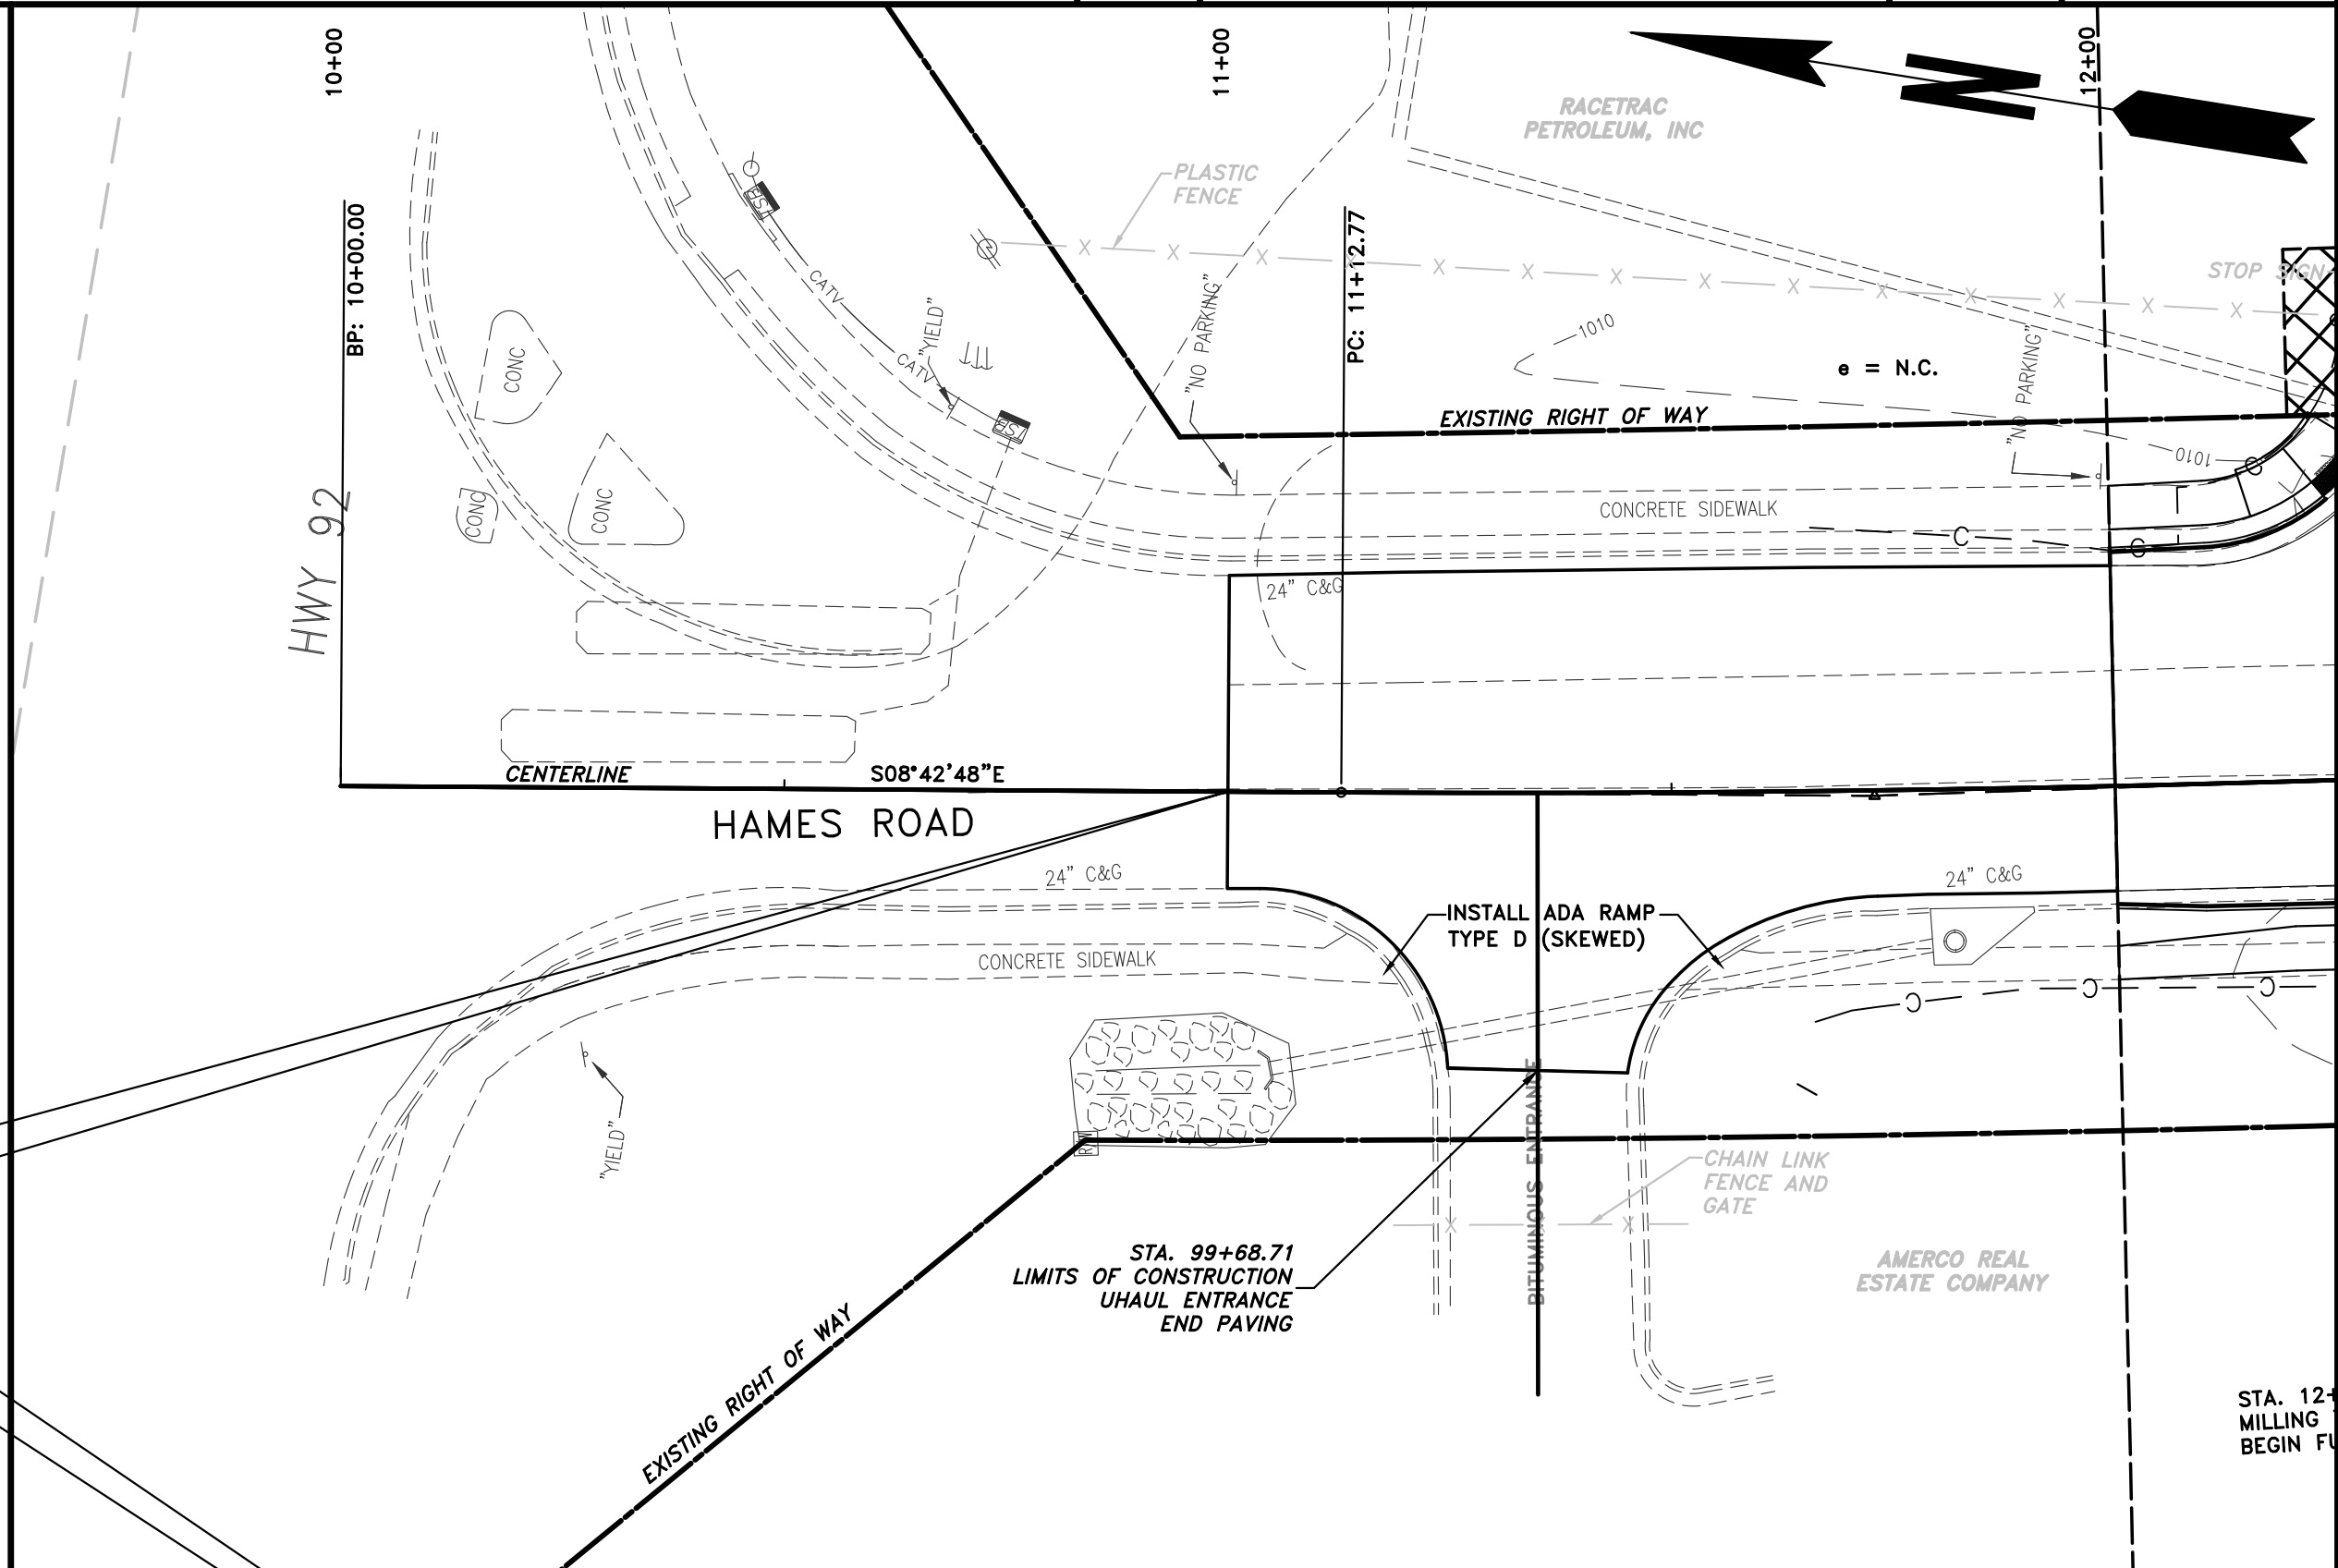 10+00
11+00
12+00
N
RACETRAC
PETROLEUM, INC
PLASTIC
FENCE
BP: 10+00.00
PC: 11+12.77
STOP SIGN
CATV
CATV
"YIELD"
"NO PARKING"
1010
e = N.C.
"NO PARKING"
EXISTING RIGHT OF WAY
1010
CONC
CONC
CONC
HWY 92
CONCRETE SIDEWALK
C
C
C
24" C&G
CENTERLINE
S08°42'48"E
HAMES ROAD
24" C&G
24" C&G
INSTALL ADA RAMP
TYPE D (SKEWED)
CONCRETE SIDEWALK
C
C
C
"YIELD"
BITUMINOUS ENTRANCE
CHAIN LINK
FENCE AND
GATE
STA. 99+68.71
LIMITS OF CONSTRUCTION
UHAUL ENTRANCE
END PAVING
AMERCO REAL
ESTATE COMPANY
EXISTING RIGHT OF WAY
STA. 12+
MILLING
BEGIN FU